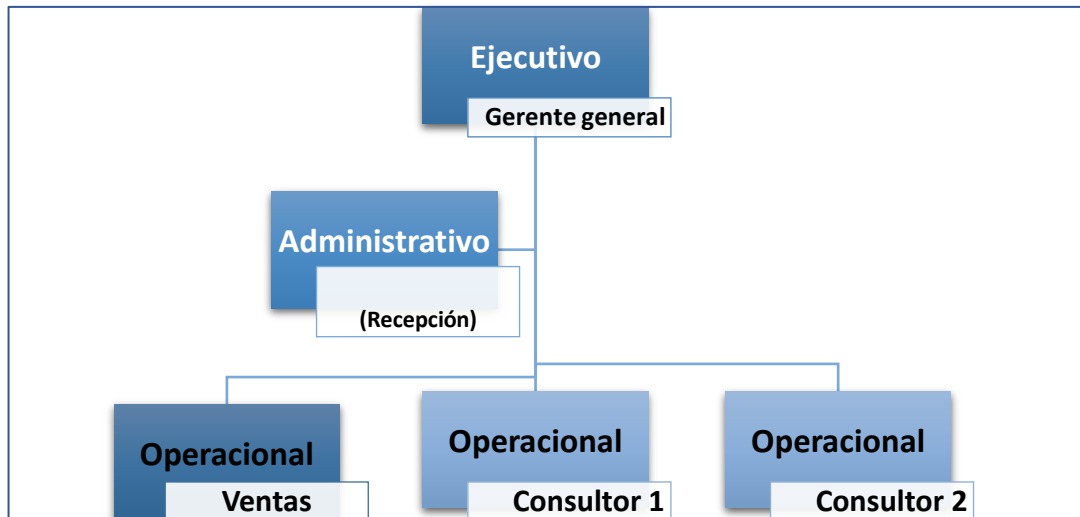 Ejecutivo
Gerente general
Administrativo
(Recepción)
Operacional
Ventas
Operacional
Consultor 1
Operacional
Consultor 2